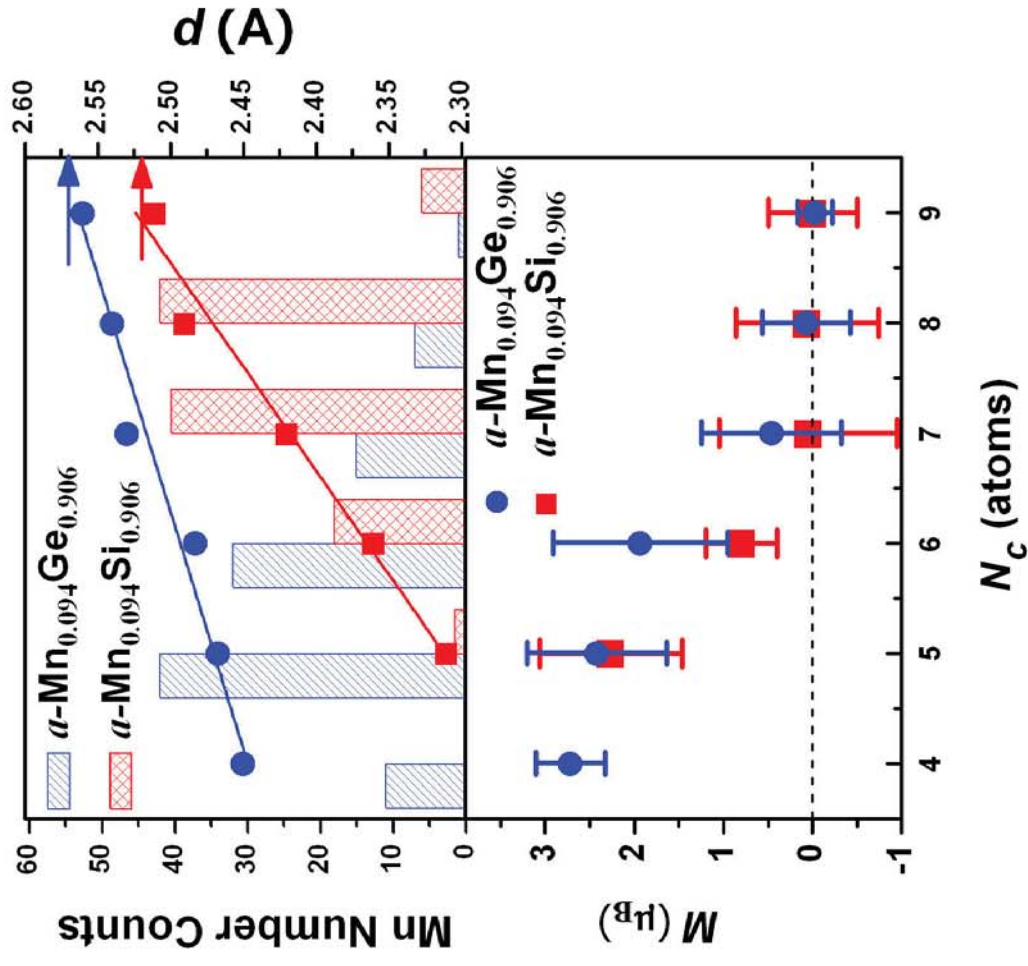 a-Mn0.094Ge0.906
a-Mn0.094Si0.906
Mn Number Counts
60
50
40
30
20
10
0
d (A)
2.60
2.55
2.50
2.45
2.40
2.35
2.30
a-Mn0.094Ge0.906
a-Mn0.094Si0.906
M (μB)
3
2
1
0
-1
4 5 6 7 8 9
Nc (atoms)